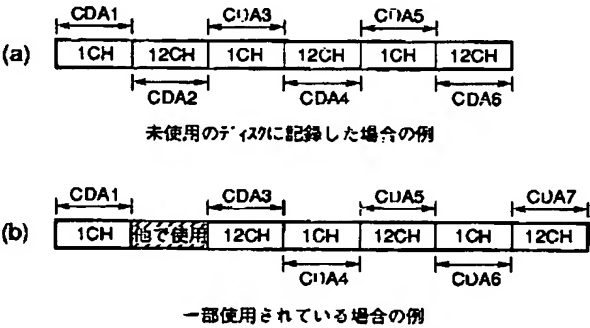 CDA1 CDA3 CDA5
(a) 1CH 12CH 1CH 12CH 1CH 12CH
CDA2 CDA4 CDA6
未使用のディスクに記録した場合の例
CDA1 CDA3 CDA5 CDA7
(b) 1CH 他で使用 12CH 1CH 12CH 1CH 12CH
CDA4 CDA6
一部使用されている場合の例